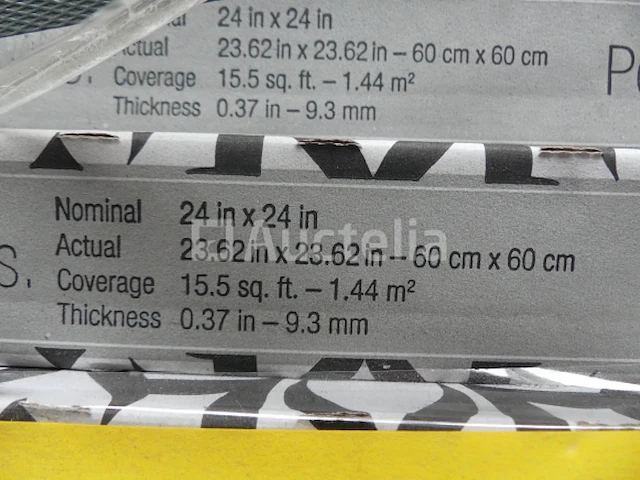 24 in x 24 in
Actual 23.62 in x 23.62 in – 60 cm x 60 cm
Coverage 15.5 sq. ft. – 1.44 m²
Thickness 0.37 in – 9.3 mm
Nominal 24 in x 24 in
Auctelia
Actual 23.62 in x 23.62 in – 60 cm x 60 cm
Coverage 15.5 sq. ft. – 1.44 m²
Thickness 0.37 in – 9.3 mm